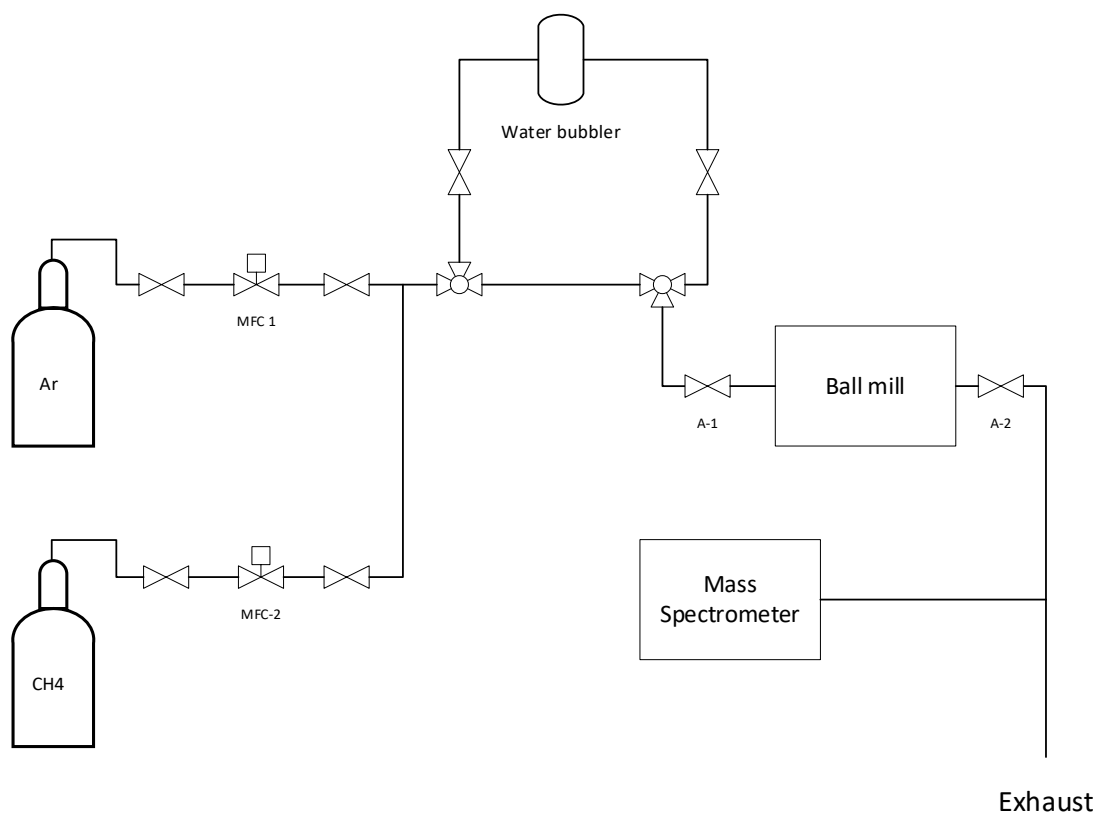 Water bubbler
MFC 1
Ar
Ball mill
A-1
A-2
Mass
Spectrometer
MFC-2
CH4
Exhaust